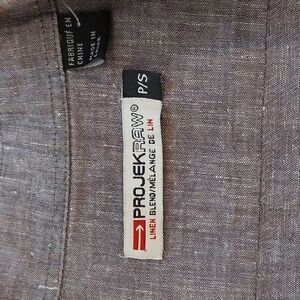 FABRIQUÉ EN
CHINE
MADE IN
CHINA
P/S
PROJEKRAW®
LINEN BLEND/MÉLANGE DE LIN